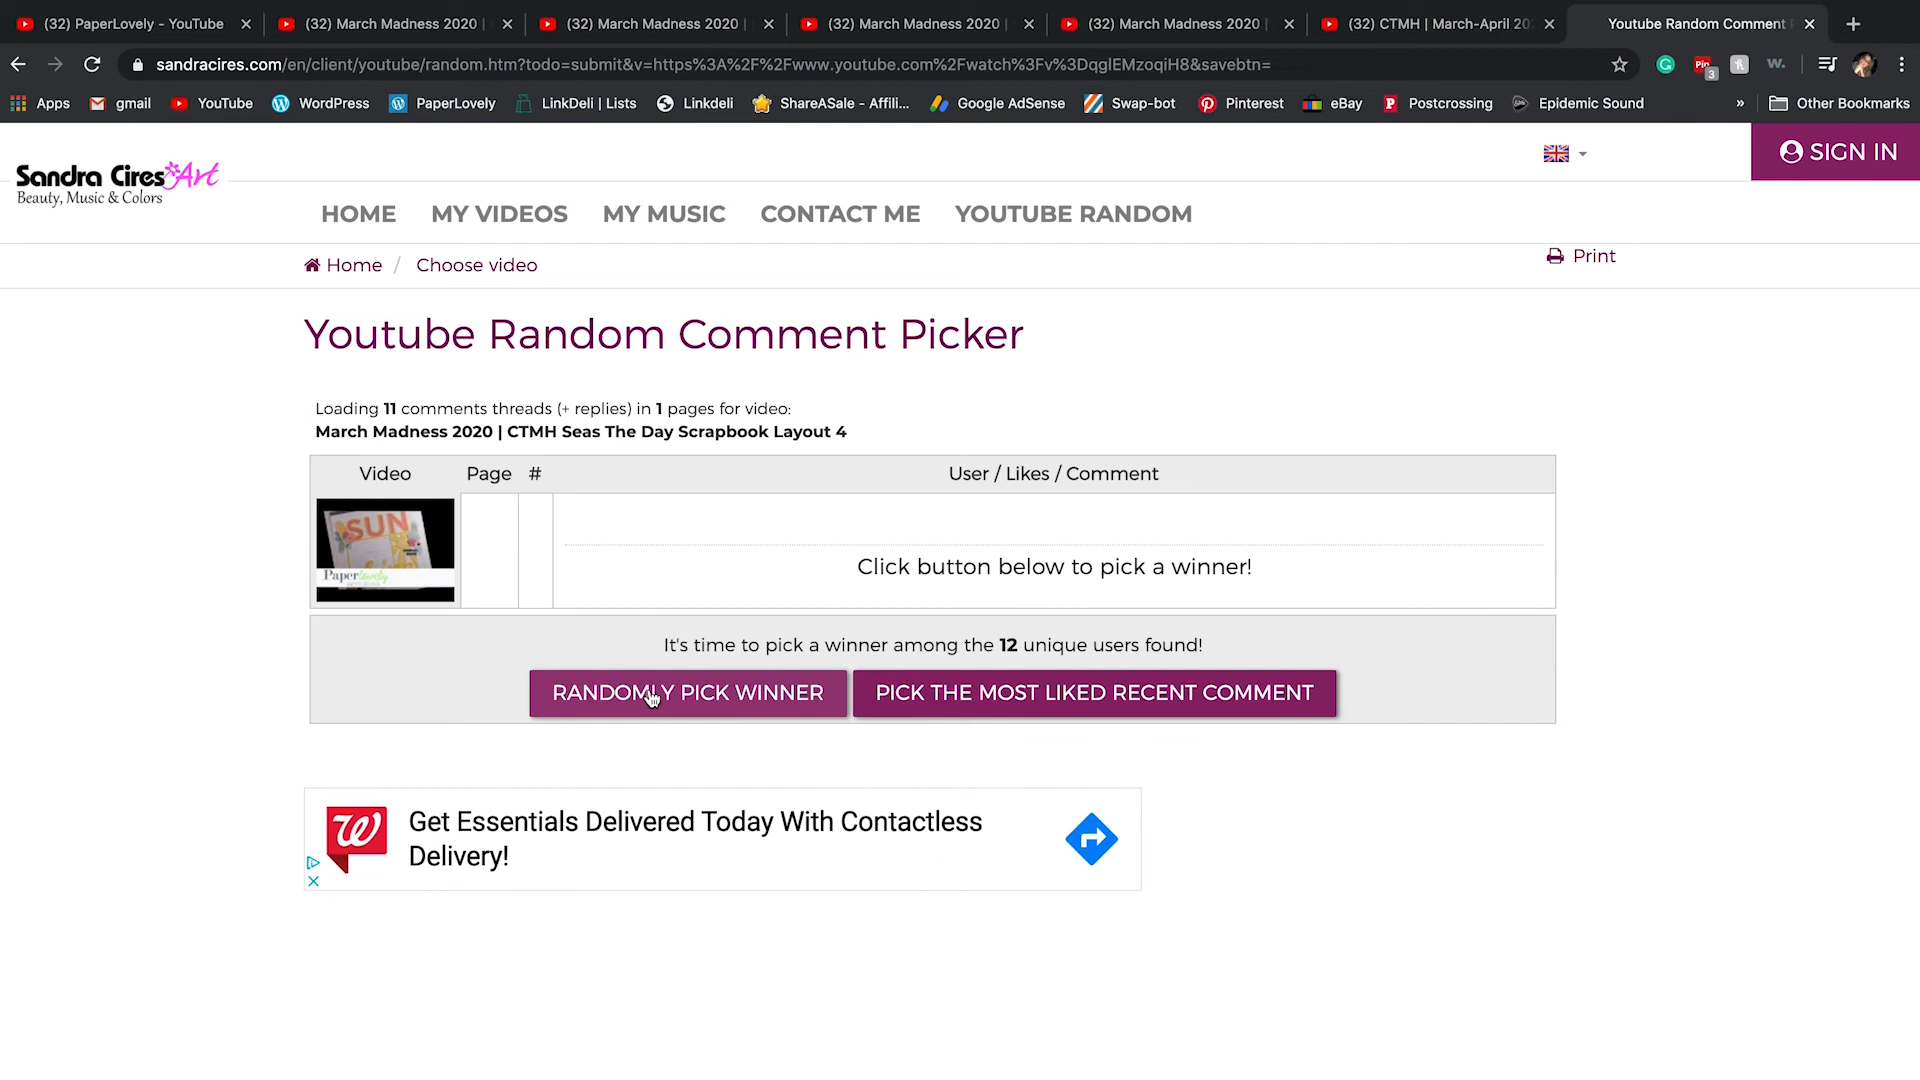 (32) PaperLovely - YouTube
(32) March Madness 2020 |
(32) March Madness 2020 |
(32) March Madness 2020 |
(32) March Madness 2020 |
(32) CTMH | March-April 20
Youtube Random Comment
sandracires.com/en/client/youtube/random.htm?todo=submit&v=https%3A%2F%2Fwww.youtube.com%2Fwatch%3Fv%3DqglEMzoqiH8&savebtn=
3
Apps
gmail
YouTube
WordPress
PaperLovely
LinkDeli | Lists
Linkdeli
ShareASale - Affili...
Google AdSense
Swap-bot
Pinterest
eBay
Postcrossing
Epidemic Sound
»
Other Bookmarks
Sandra Cires Art
Beauty, Music & Colors
SIGN IN
HOME
MY VIDEOS
MY MUSIC
CONTACT ME
YOUTUBE RANDOM
Home / Choose video
Print
Youtube Random Comment Picker
Loading 11 comments threads (+ replies) in 1 pages for video:
March Madness 2020 | CTMH Seas The Day Scrapbook Layout 4
Video
Page
#
User / Likes / Comment
SUN
Paperlovely
Click button below to pick a winner!
It's time to pick a winner among the 12 unique users found!
RANDOMLY PICK WINNER
PICK THE MOST LIKED RECENT COMMENT
Get Essentials Delivered Today With Contactless
Delivery!